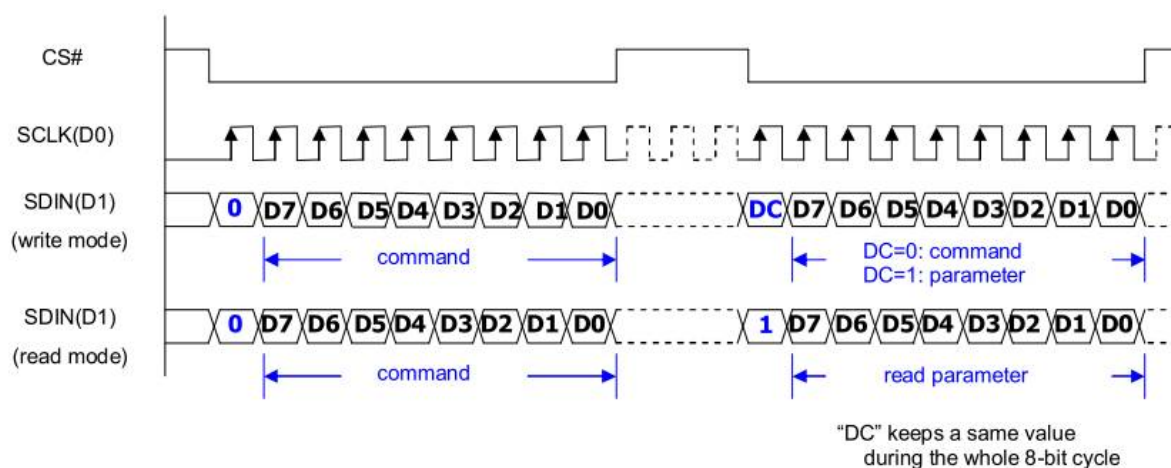 CS#
SCLK(D0)
SDIN(D1)
(write mode)
0 D7 D6 D5 D4 D3 D2 D1 D0
DC D7 D6 D5 D4 D3 D2 D1 D0
command
DC=0: command
DC=1: parameter
SDIN(D1)
(read mode)
0 D7 D6 D5 D4 D3 D2 D1 D0
1 D7 D6 D5 D4 D3 D2 D1 D0
command
read parameter
“DC” keeps a same value
during the whole 8-bit cycle